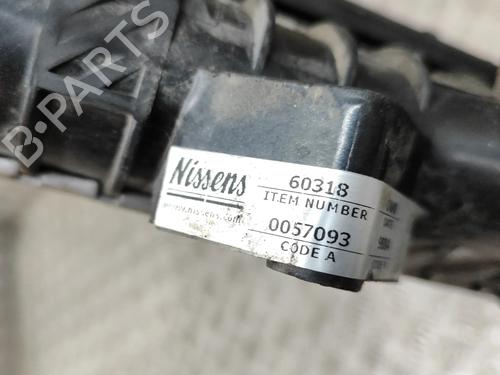 B-PARTS
Nissens
www.nissens.com
60318
ITEM NUMBER
0057093
CODE A